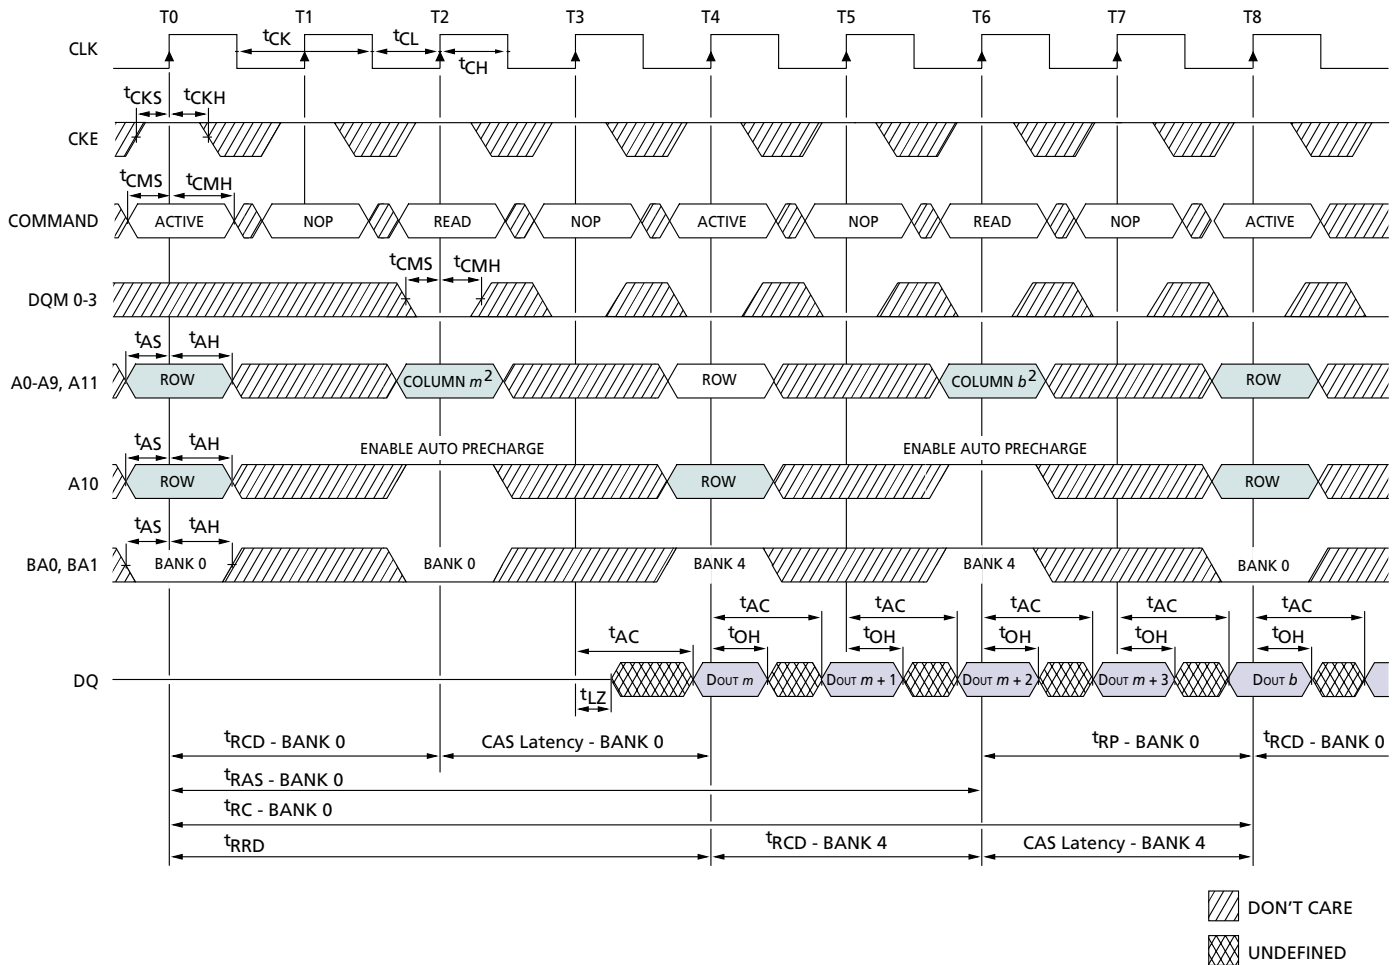 T0 T1 T2 T3 T4 T5 T6 T7 T8
CLK tCK tCL tCH
tCKS tCKH
CKE
tCMS tCMH
COMMAND ACTIVE NOP READ NOP ACTIVE NOP READ NOP ACTIVE
tCMS tCMH
DQM 0-3
tAS tAH
A0-A9, A11 ROW COLUMN m2 ROW COLUMN b2 ROW
tAS tAH ENABLE AUTO PRECHARGE ENABLE AUTO PRECHARGE
A10 ROW ROW ROW
tAS tAH
BA0, BA1 BANK 0 BANK 0 BANK 4 BANK 4 BANK 0
tAC tAC tAC tAC tAC
tAC tOH tOH tOH tOH tOH
DQ DOUT m DOUT m + 1 DOUT m + 2 DOUT m + 3 DOUT b
tLZ
tRCD - BANK 0 CAS Latency - BANK 0 tRP - BANK 0 tRCD - BANK 0
tRAS - BANK 0
tRC - BANK 0
tRRD tRCD - BANK 4 CAS Latency - BANK 4
DON'T CARE
UNDEFINED